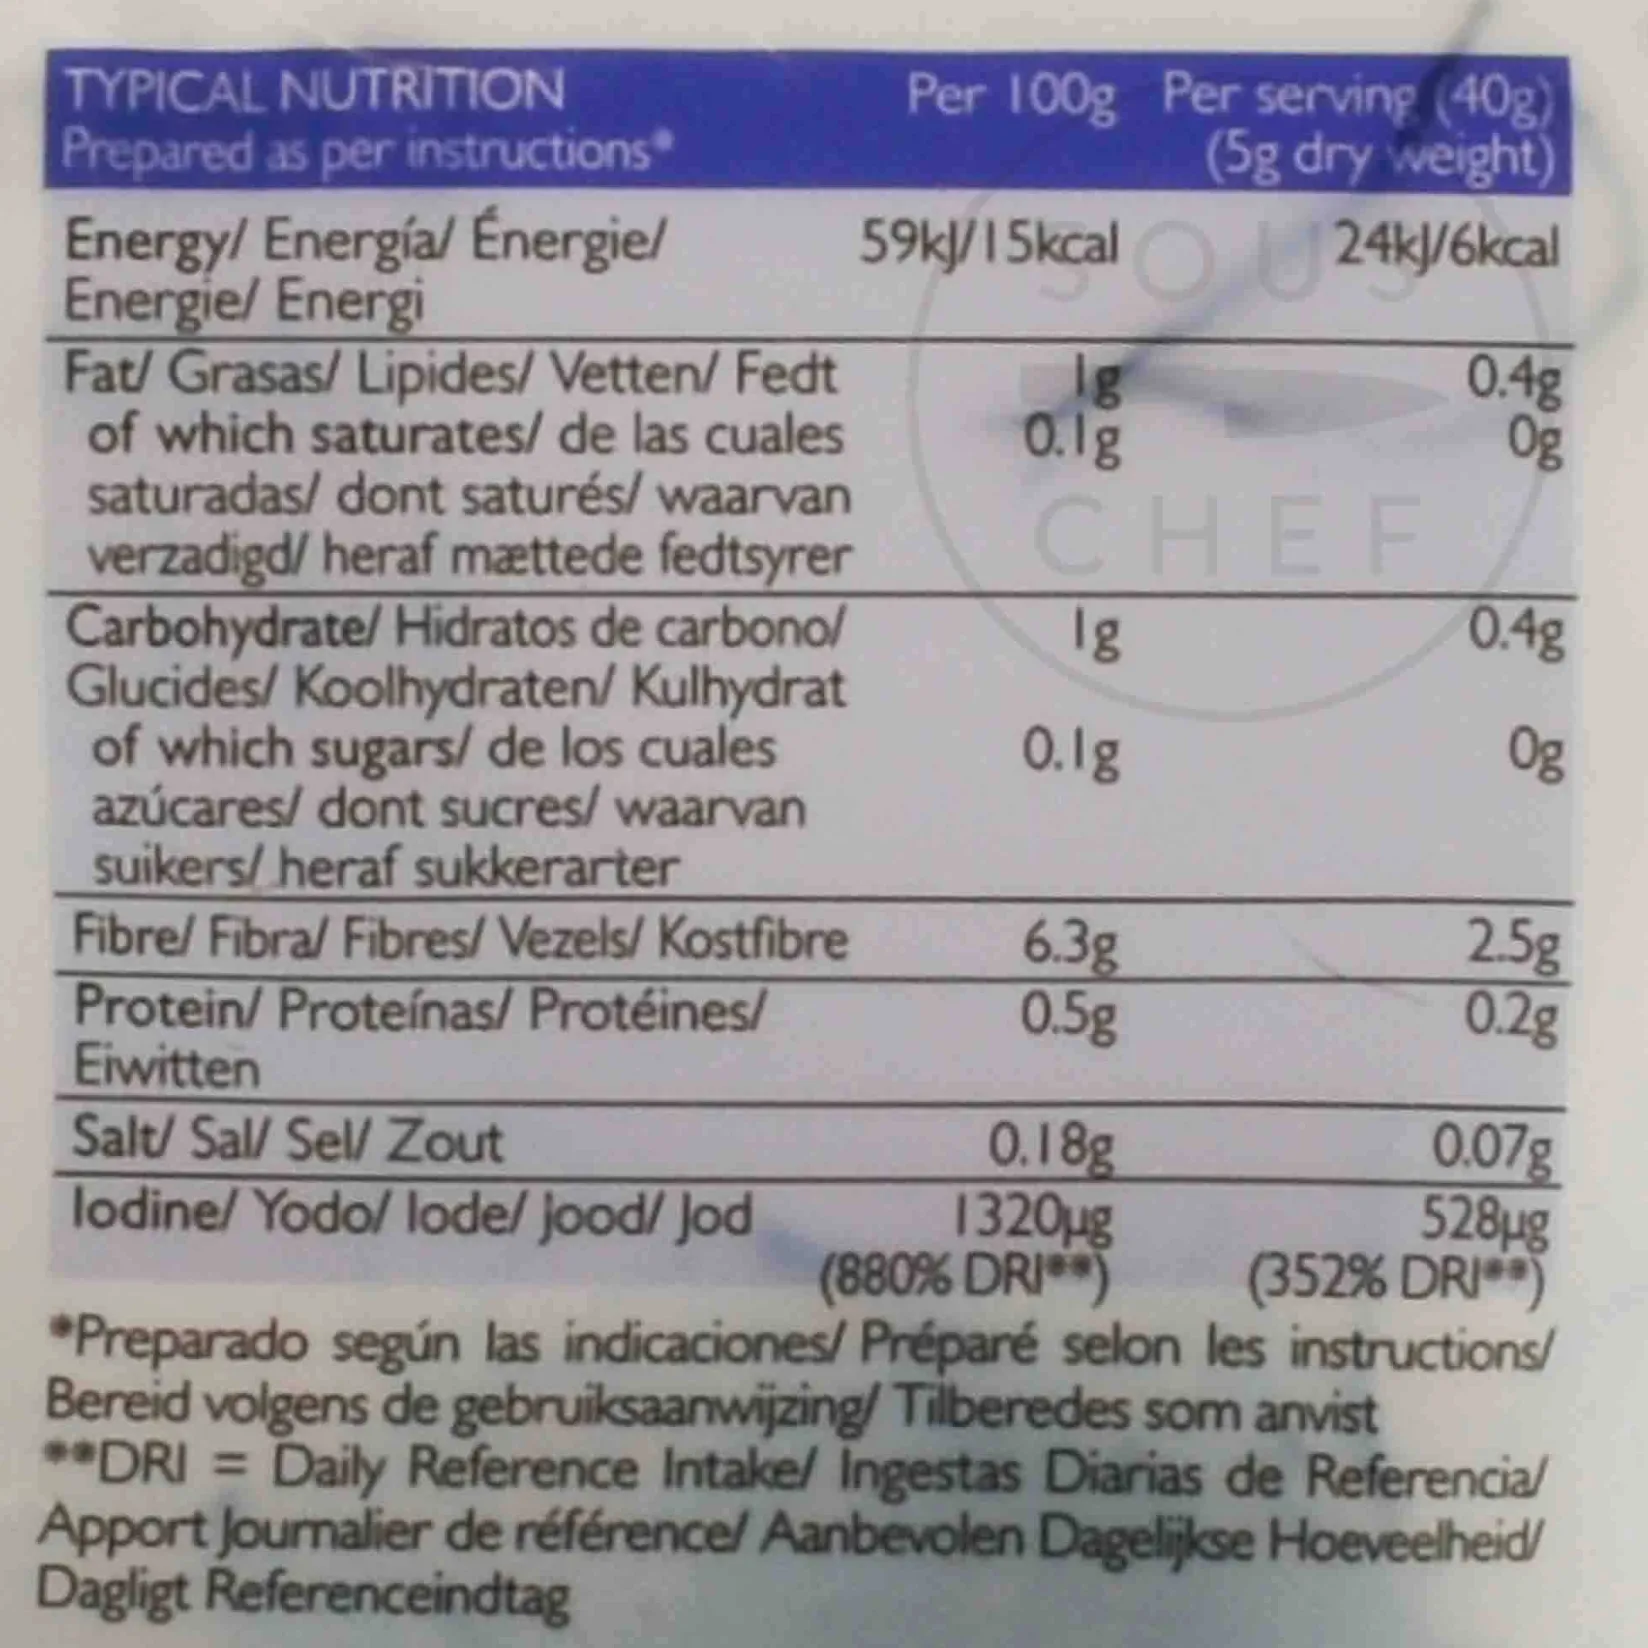 TYPICAL NUTRITION Per 100g Per serving (40g)
Prepared as per instructions* (5g dry weight)
Energy/ Energía/ Énergie/ 59kJ/15kcal 24kJ/6kcal
Energie/ Energi
Fat/ Grasas/ Lipides/ Vetten/ Fedt 1g 0.4g
of which saturates/ de las cuales 0.1g 0g
saturadas/ dont saturés/ waarvan
verzadigd/ heraf mættede fedtsyrer
Carbohydrate/ Hidratos de carbono/ 1g 0.4g
Glucides/ Koolhydraten/ Kulhydrat
of which sugars/ de los cuales 0.1g 0g
azúcares/ dont sucres/ waarvan
suikers/ heraf sukkerarter
Fibre/ Fibra/ Fibres/ Vezels/ Kostfibre 6.3g 2.5g
Protein/ Proteínas/ Protéines/ 0.5g 0.2g
Eiwitten
Salt/ Sal/ Sel/ Zout 0.18g 0.07g
Iodine/ Yodo/ Iode/ Jood/ Jod 1320µg 528µg
(880% DRI**) (352% DRI**)
*Preparado según las indicaciones/ Préparé selon les instructions/
Bereid volgens de gebruiksaanwijzing/ Tilberedes som anvist
**DRI = Daily Reference Intake/ Ingestas Diarias de Referencia/
Apport Journalier de référence/ Aanbevolen Dagelijkse Hoeveelheid/
Dagligt Referenceindtag
SOUS
CHEF